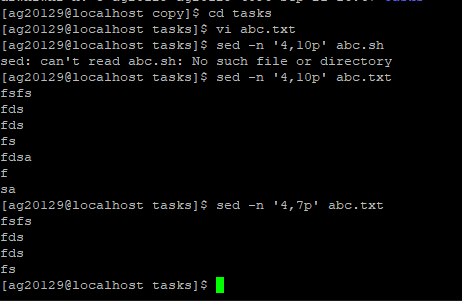 [ag20129@localhost copy]$ cd tasks
[ag20129@localhost tasks]$ vi abc.txt
[ag20129@localhost tasks]$ sed -n '4,10p' abc.sh
sed: can't read abc.sh: No such file or directory
[ag20129@localhost tasks]$ sed -n '4,10p' abc.txt
fsfs
fds
fds
fs
fdsa
f
sa
[ag20129@localhost tasks]$ sed -n '4,7p' abc.txt
fsfs
fds
fds
fs
[ag20129@localhost tasks]$